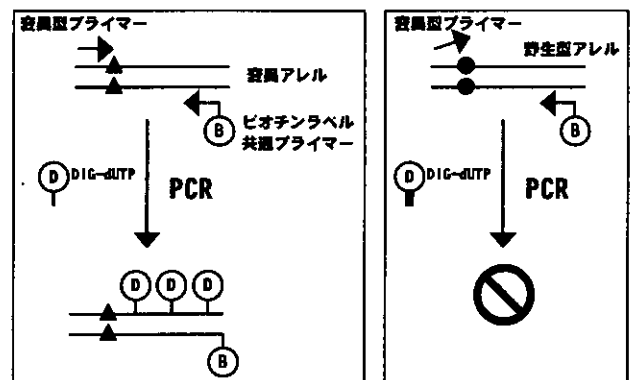 変異型プライマー
変異アレル
B
ビオチンラベル
共通プライマー
D
DIG-dUTP
PCR
D D D
B
変異型プライマー
野生型アレル
B
D
DIG-dUTP
PCR